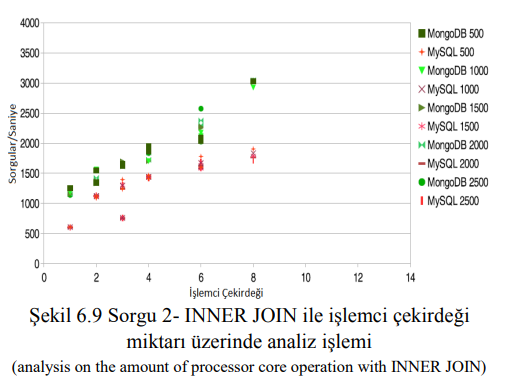 4000
3500
3000
2500
2000
1500
1000
500
0
Sorgular/Saniye
0 2 4 6 8 10 12 14
İşlemci Çekirdeği
MongoDB 500
MySQL 500
MongoDB 1000
MySQL 1000
MongoDB 1500
MySQL 1500
MongoDB 2000
MySQL 2000
MongoDB 2500
MySQL 2500
Şekil 6.9 Sorgu 2- INNER JOIN ile işlemci çekirdeği
miktarı üzerinde analiz işlemi
(analysis on the amount of processor core operation with INNER JOIN)